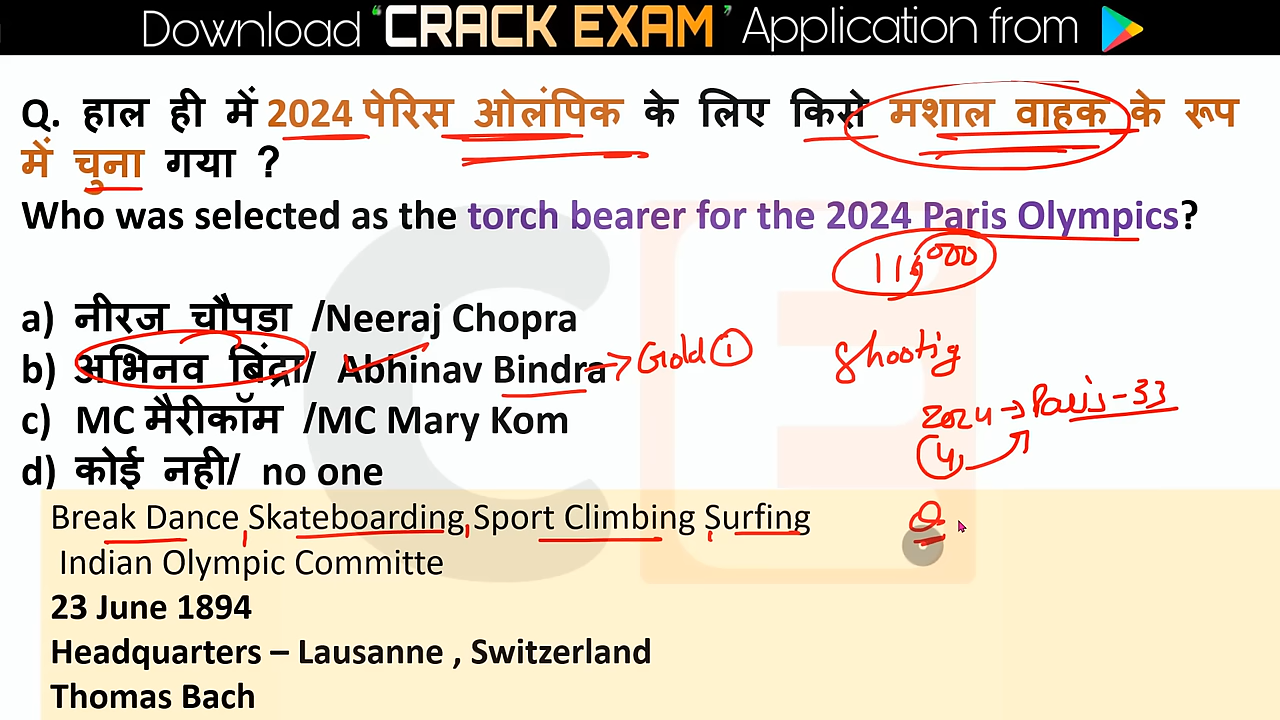 Download "CRACK EXAM" Application from
Q. हाल ही में 2024 पेरिस ओलंपिक के लिए किसे मशाल वाहक के रूप
में चुना गया ?
Who was selected as the torch bearer for the 2024 Paris Olympics?
a) नीरज चौपडा /Neeraj Chopra
b) अभिनव बिंद्रा/ Abhinav Bindra
Gold 1
Shootig
c) MC मैरीकॉम /MC Mary Kom
2024 → Paris-33
4
d) कोई नही/ no one
Break Dance ,Skateboarding,Sport Climbing ,Surfing
Indian Olympic Committe
23 June 1894
Headquarters – Lausanne , Switzerland
Thomas Bach